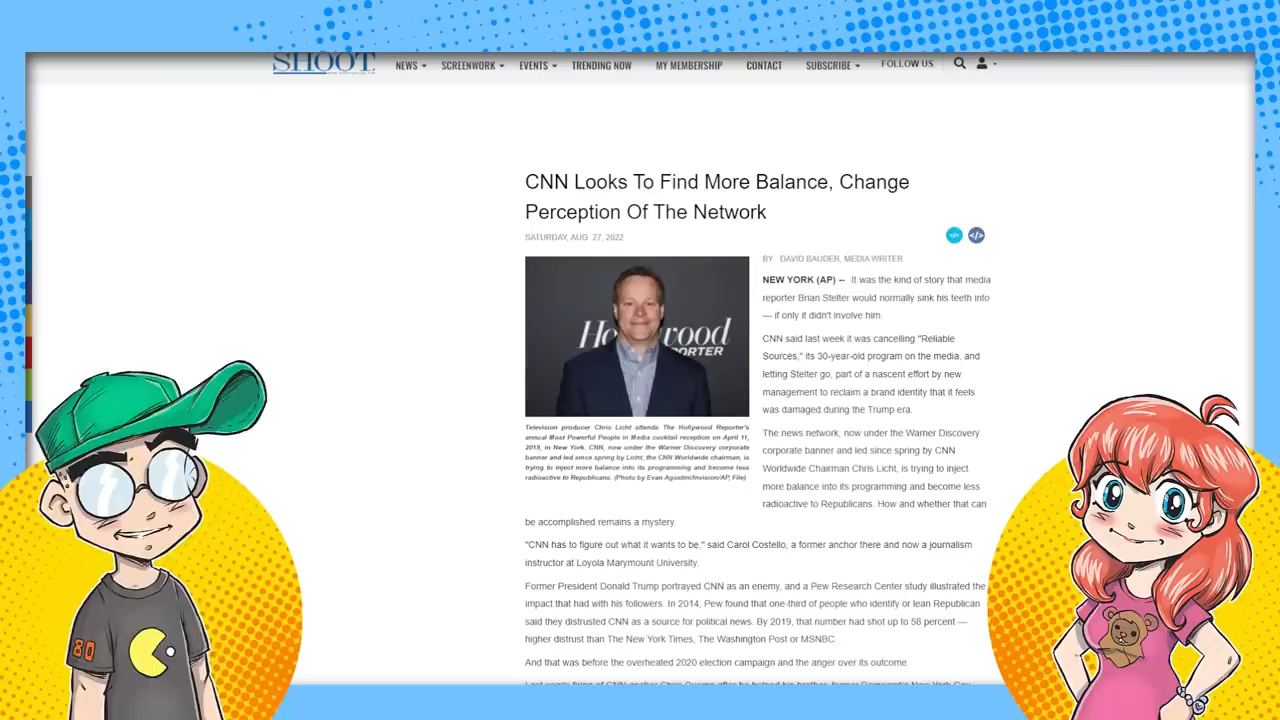 SHOOT
NEWS SCREENWORK EVENTS TRENDING NOW MY MEMBERSHIP CONTACT SUBSCRIBE FOLLOW US
CNN Looks To Find More Balance, Change
Perception Of The Network
SATURDAY, AUG 27, 2022
</>
</>
BY DAVID BAUDER, MEDIA WRITER
Hollywood
REPORTER
Television producer Chris Licht attends The Hollywood Reporter's
annual Most Powerful People in Media cocktail reception on April 11,
2019, in New York. CNN, now under the Warner Discovery corporate
banner and led since spring by Licht, the CNN Worldwide chairman, is
trying to inject more balance into its programming and become less
radioactive to Republicans. (Photo by Evan Agostini/Invision/AP, File)
NEW YORK (AP) -- It was the kind of story that media
reporter Brian Stelter would normally sink his teeth into
— if only it didn't involve him.
CNN said last week it was cancelling "Reliable
Sources," its 30-year-old program on the media, and
letting Stelter go, part of a nascent effort by new
management to reclaim a brand identity that it feels
was damaged during the Trump era.
The news network, now under the Warner Discovery
corporate banner and led since spring by CNN
Worldwide Chairman Chris Licht, is trying to inject
more balance into its programming and become less
radioactive to Republicans. How and whether that can
be accomplished remains a mystery.
"CNN has to figure out what it wants to be," said Carol Costello, a former anchor there and now a journalism
instructor at Loyola Marymount University.
Former President Donald Trump portrayed CNN as an enemy, and a Pew Research Center study illustrated the
impact that had with his followers. In 2014, Pew found that one-third of people who identify or lean Republican
said they distrusted CNN as a source for political news. By 2019, that number had shot up to 58 percent —
higher distrust than The New York Times, The Washington Post or MSNBC.
And that was before the overheated 2020 election campaign and the anger over its outcome.
80